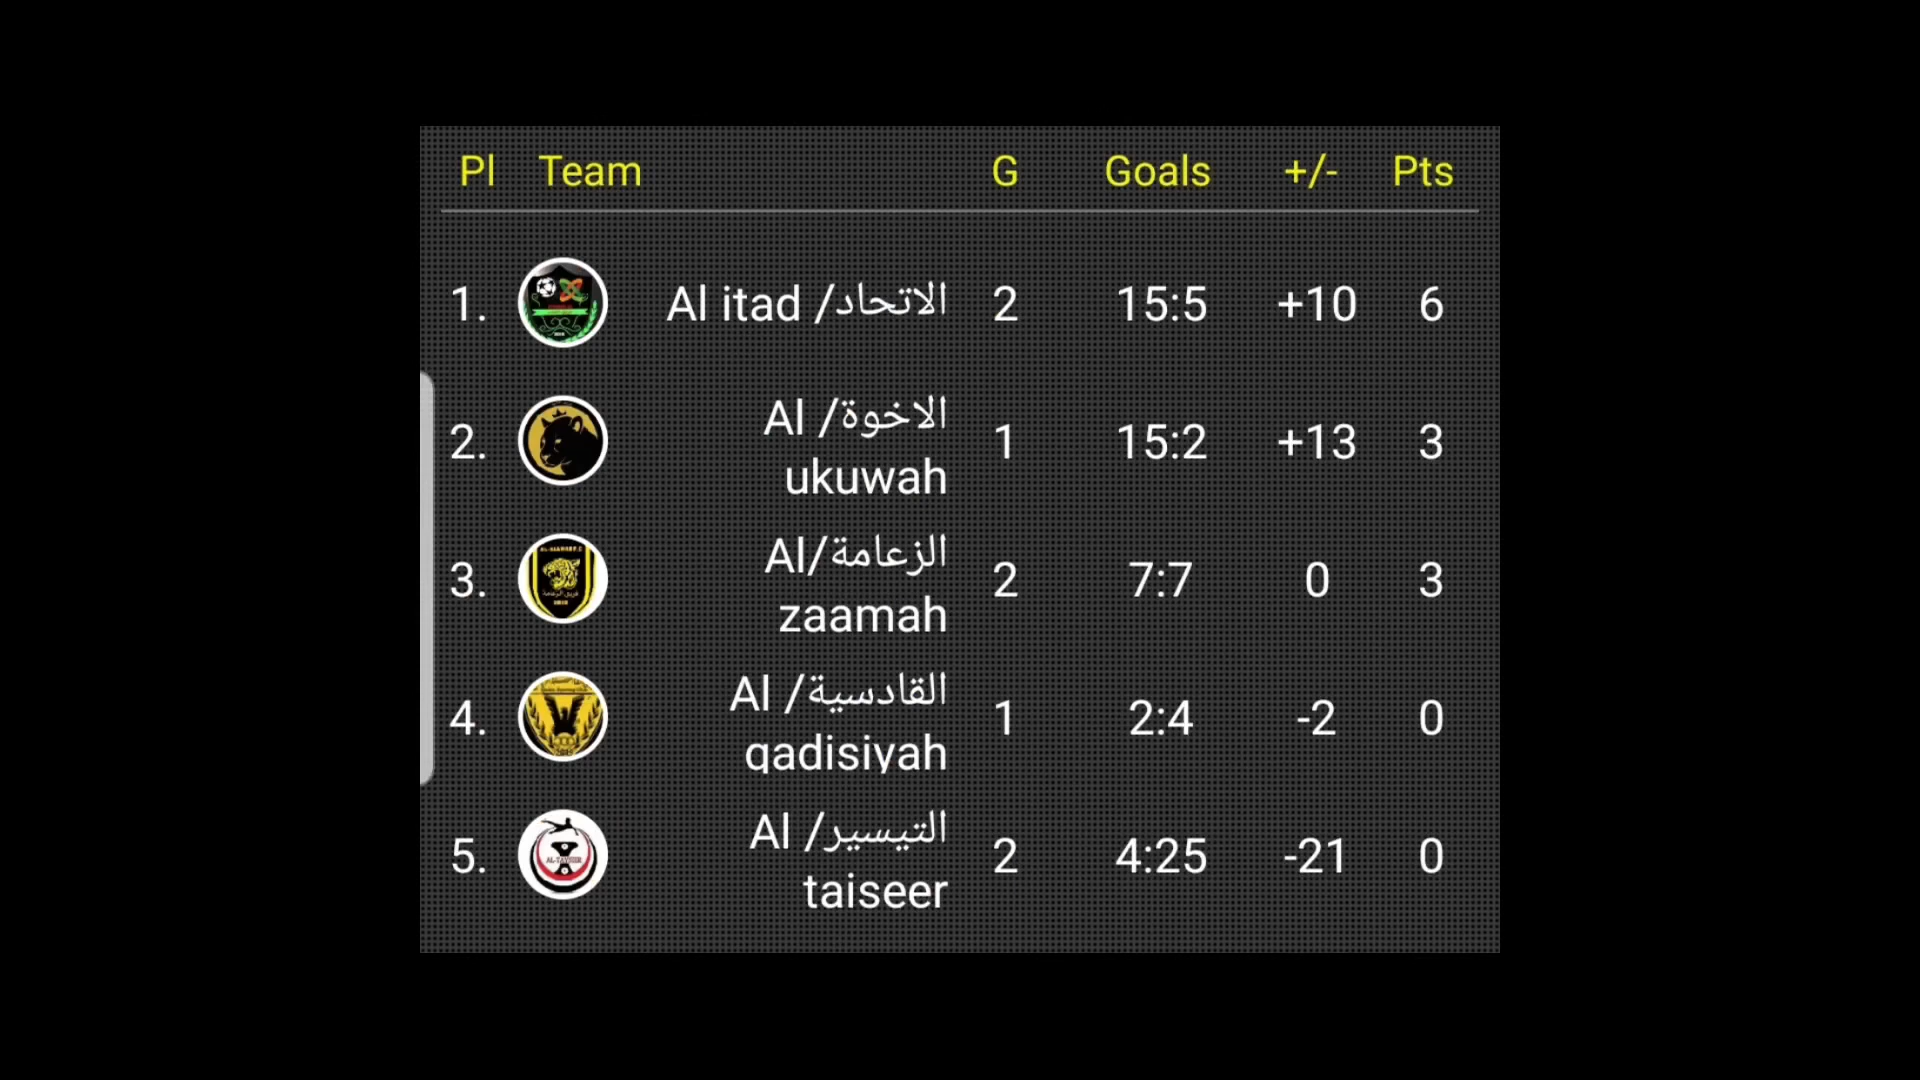 Pl Team G Goals +/- Pts
1. الاتحاد/ Al itad 2 15:5 +10 6
الاخوة/ Al
2. 1 15:2 +13 3
ukuwah
الزعامة/Al
3. 2 7:7 0 3
zaamah
القادسية/ Al
4. 1 2:4 -2 0
qadisiyah
التيسير/ Al
5. 2 4:25 -21 0
taiseer